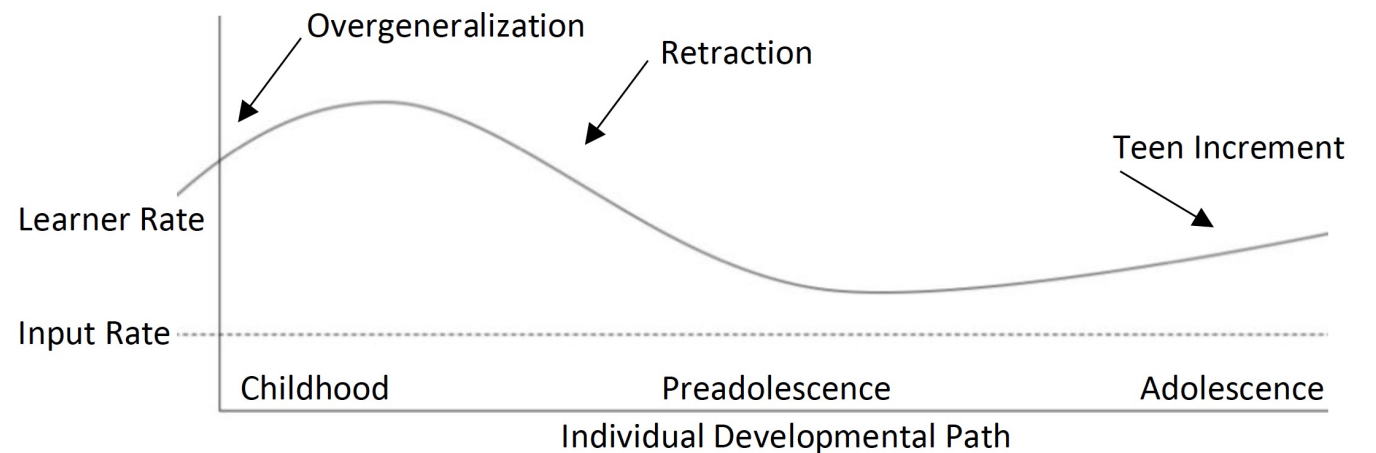 Overgeneralization
Retraction
Teen Increment
Learner Rate
Input Rate
Childhood
Preadolescence
Adolescence
Individual Developmental Path